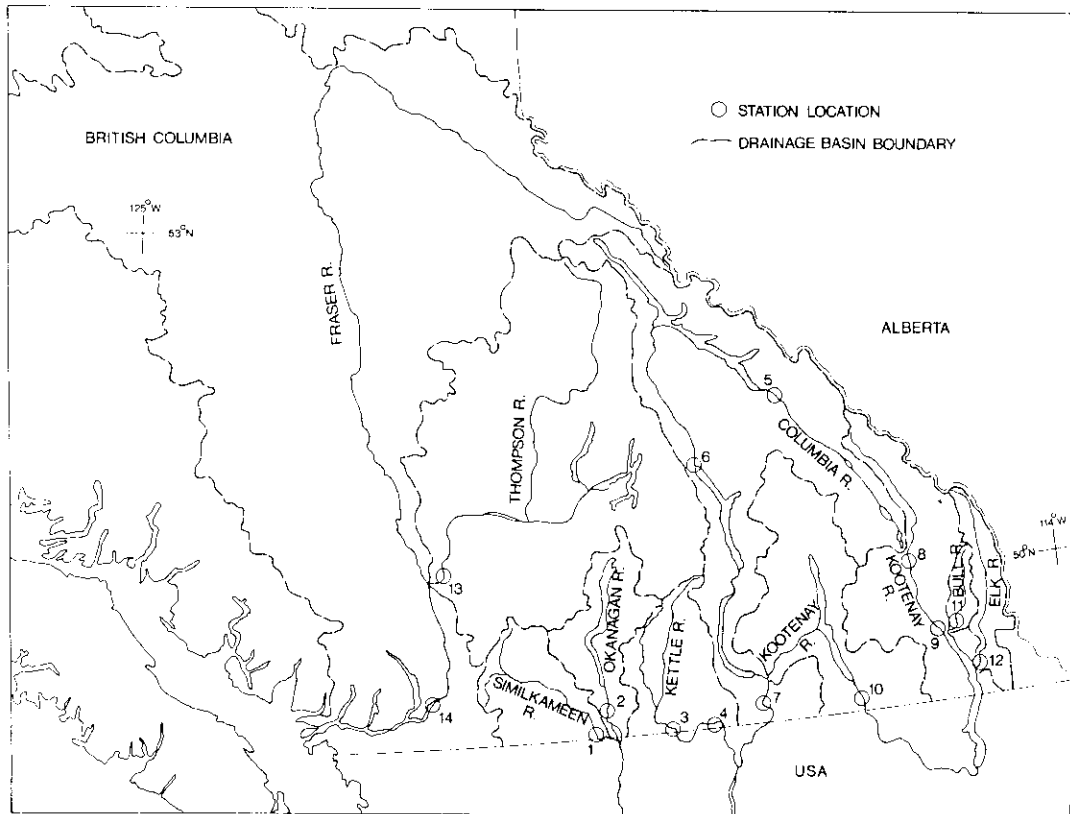 STATION LOCATION
DRAINAGE BASIN BOUNDARY
BRITISH COLUMBIA
125°W
53°N
FRASER R.
ALBERTA
THOMPSON R.
5
COLUMBIA R.
6
114°W
50°N
8
KOOTENAY
R.
BULL R.
ELK R.
11
9
12
13
OKANAGAN R.
KETTLE R.
KOOTENAY
R.
SIMILKAMEEN
R.
14
2
1
3
4
7
10
USA